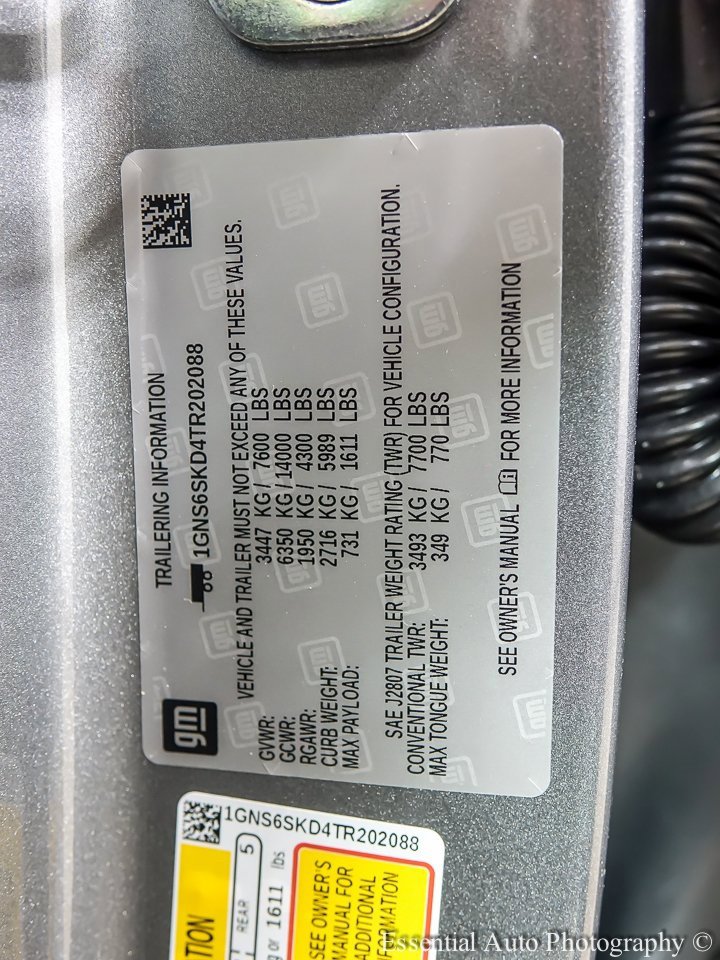 gm
TRAILERING INFORMATION
1GNS6SKD4TR202088
VEHICLE AND TRAILER MUST NOT EXCEED ANY OF THESE VALUES.
GVWR: 3447 KG / 7600 LBS
GCWR: 6350 KG / 14000 LBS
RGAWR: 1950 KG / 4300 LBS
CURB WEIGHT: 2716 KG / 5989 LBS
MAX PAYLOAD: 731 KG / 1611 LBS
SAE J2807 TRAILER WEIGHT RATING (TWR) FOR VEHICLE CONFIGURATION.
CONVENTIONAL TWR: 3493 KG / 7700 LBS
MAX TONGUE WEIGHT: 349 KG / 770 LBS
SEE OWNER'S MANUAL FOR MORE INFORMATION
1GNS6SKD4TR202088
TION
REAR 5
g or 1611 lbs
SEE OWNER'S
MANUAL FOR
ADDITIONAL
Essential Auto Photography ©